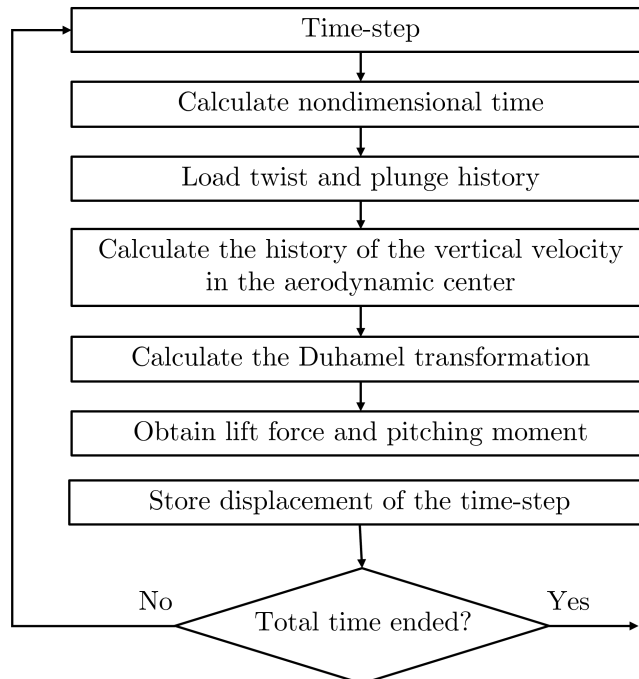 Time-step
Calculate nondimensional time
Load twist and plunge history
Calculate the history of the vertical velocity
in the aerodynamic center
Calculate the Duhamel transformation
Obtain lift force and pitching moment
Store displacement of the time-step
No
Total time ended?
Yes